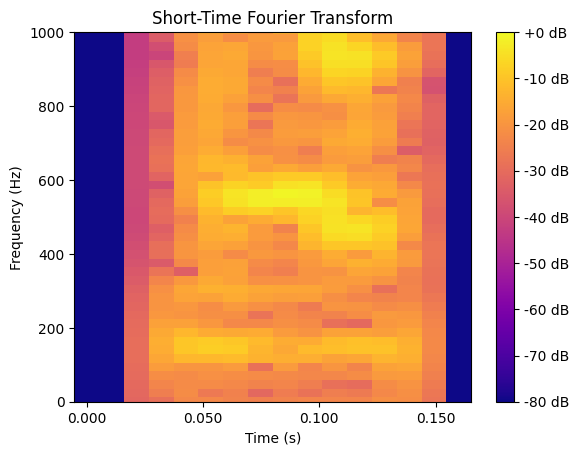 Short-Time Fourier Transform
Frequency (Hz)
1000
800
600
400
200
0
0.000
0.050
0.100
0.150
Time (s)
+0 dB
-10 dB
-20 dB
-30 dB
-40 dB
-50 dB
-60 dB
-70 dB
-80 dB